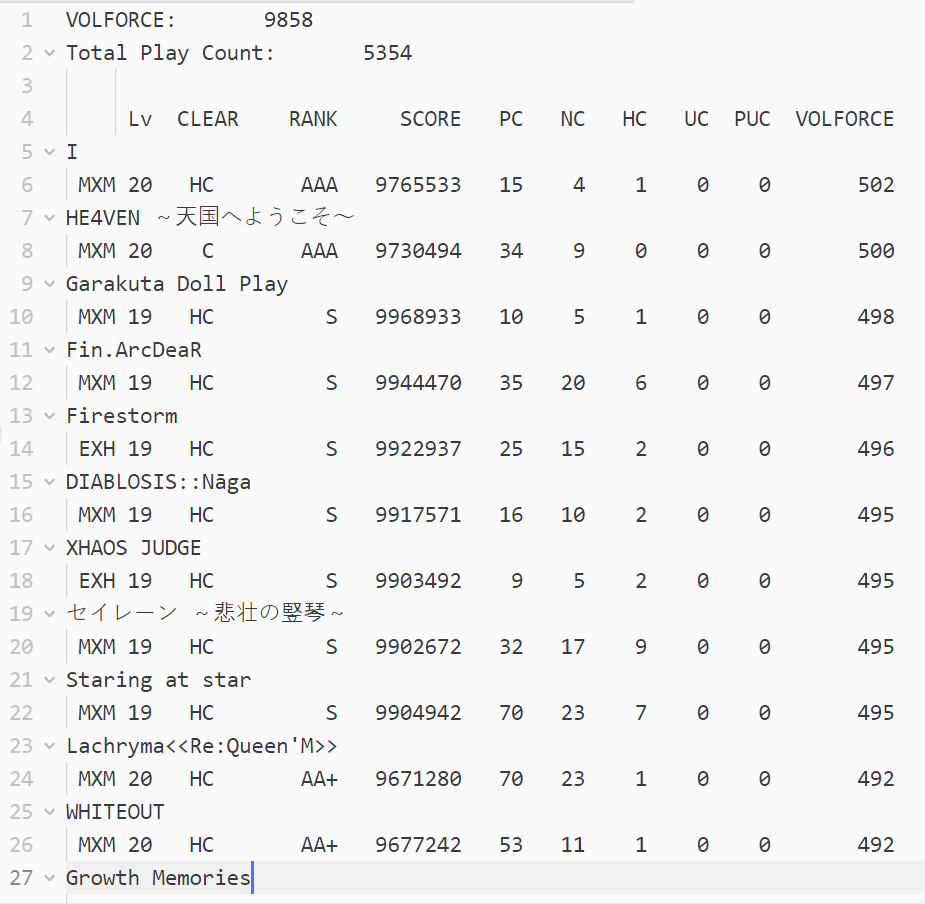 1 VOLFORCE: 9858
2 Total Play Count: 5354
3
4 Lv CLEAR RANK SCORE PC NC HC UC PUC VOLFORCE
5 I
6 MXM 20 HC AAA 9765533 15 4 1 0 0 502
7 HE4VEN ～天国へようこそ～
8 MXM 20 C AAA 9730494 34 9 0 0 0 500
9 Garakuta Doll Play
10 MXM 19 HC S 9968933 10 5 1 0 0 498
11 Fin.ArcDeaR
12 MXM 19 HC S 9944470 35 20 6 0 0 497
13 Firestorm
14 EXH 19 HC S 9922937 25 15 2 0 0 496
15 DIABLOSIS::Nāga
16 MXM 19 HC S 9917571 16 10 2 0 0 495
17 XHAOS JUDGE
18 EXH 19 HC S 9903492 9 5 2 0 0 495
19 セイレーン ～悲壮の竪琴～
20 MXM 19 HC S 9902672 32 17 9 0 0 495
21 Staring at star
22 MXM 19 HC S 9904942 70 23 7 0 0 495
23 Lachryma<<Re:Queen'M>>
24 MXM 20 HC AA+ 9671280 70 23 1 0 0 492
25 WHITEOUT
26 MXM 20 HC AA+ 9677242 53 11 1 0 0 492
27 Growth Memories